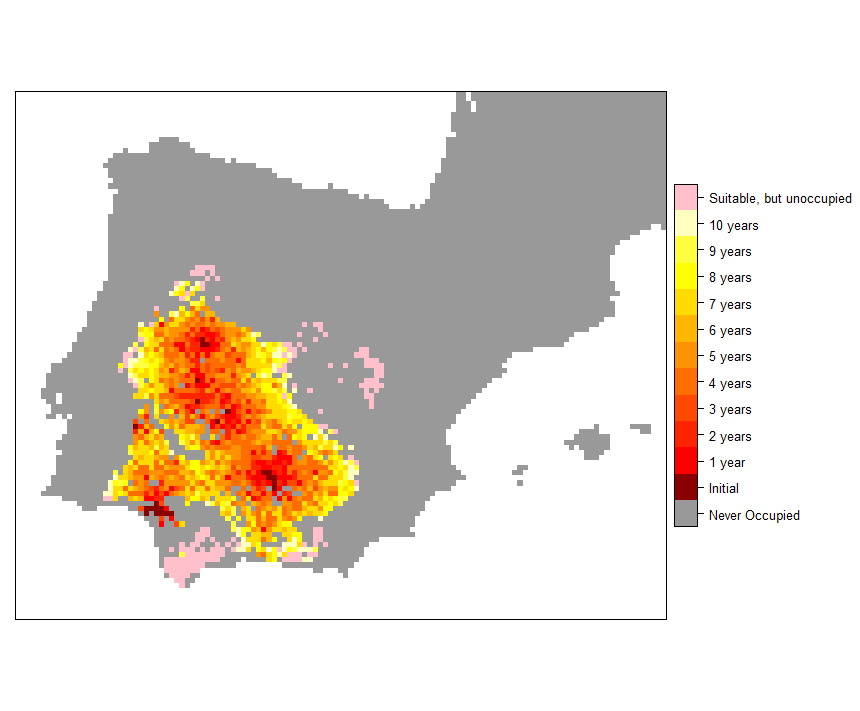 Suitable, but unoccupied
10 years
9 years
8 years
7 years
6 years
5 years
4 years
3 years
2 years
1 year
Initial
Never Occupied